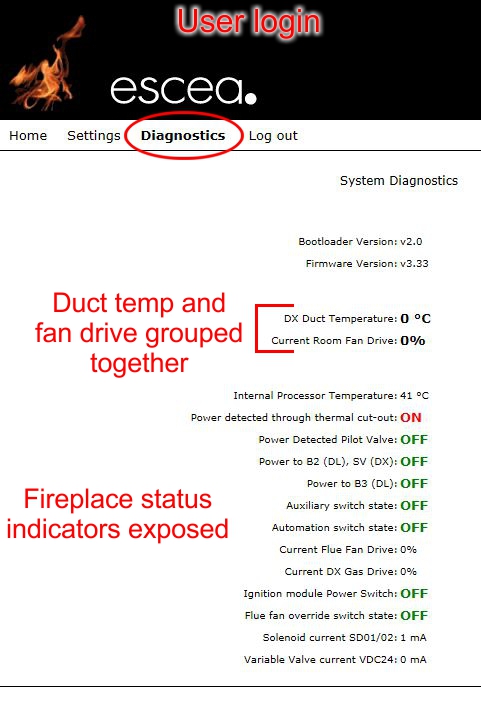 User login
escea.
Home Settings Diagnostics Log out
System Diagnostics
Bootloader Version: v2.0
Firmware Version: v3.33
Duct temp and
fan drive grouped
together
DX Duct Temperature: 0 °C
Current Room Fan Drive: 0%
Internal Processor Temperature: 41 °C
Power detected through thermal cut-out: ON
Power Detected Pilot Valve: OFF
Power to B2 (DL), SV (DX): OFF
Power to B3 (DL): OFF
Fireplace status
indicators exposed
Auxiliary switch state: OFF
Automation switch state: OFF
Current Flue Fan Drive: 0%
Current DX Gas Drive: 0%
Ignition module Power Switch: OFF
Flue fan override switch state: OFF
Solenoid current SD01/02: 1 mA
Variable Valve current VDC24: 0 mA